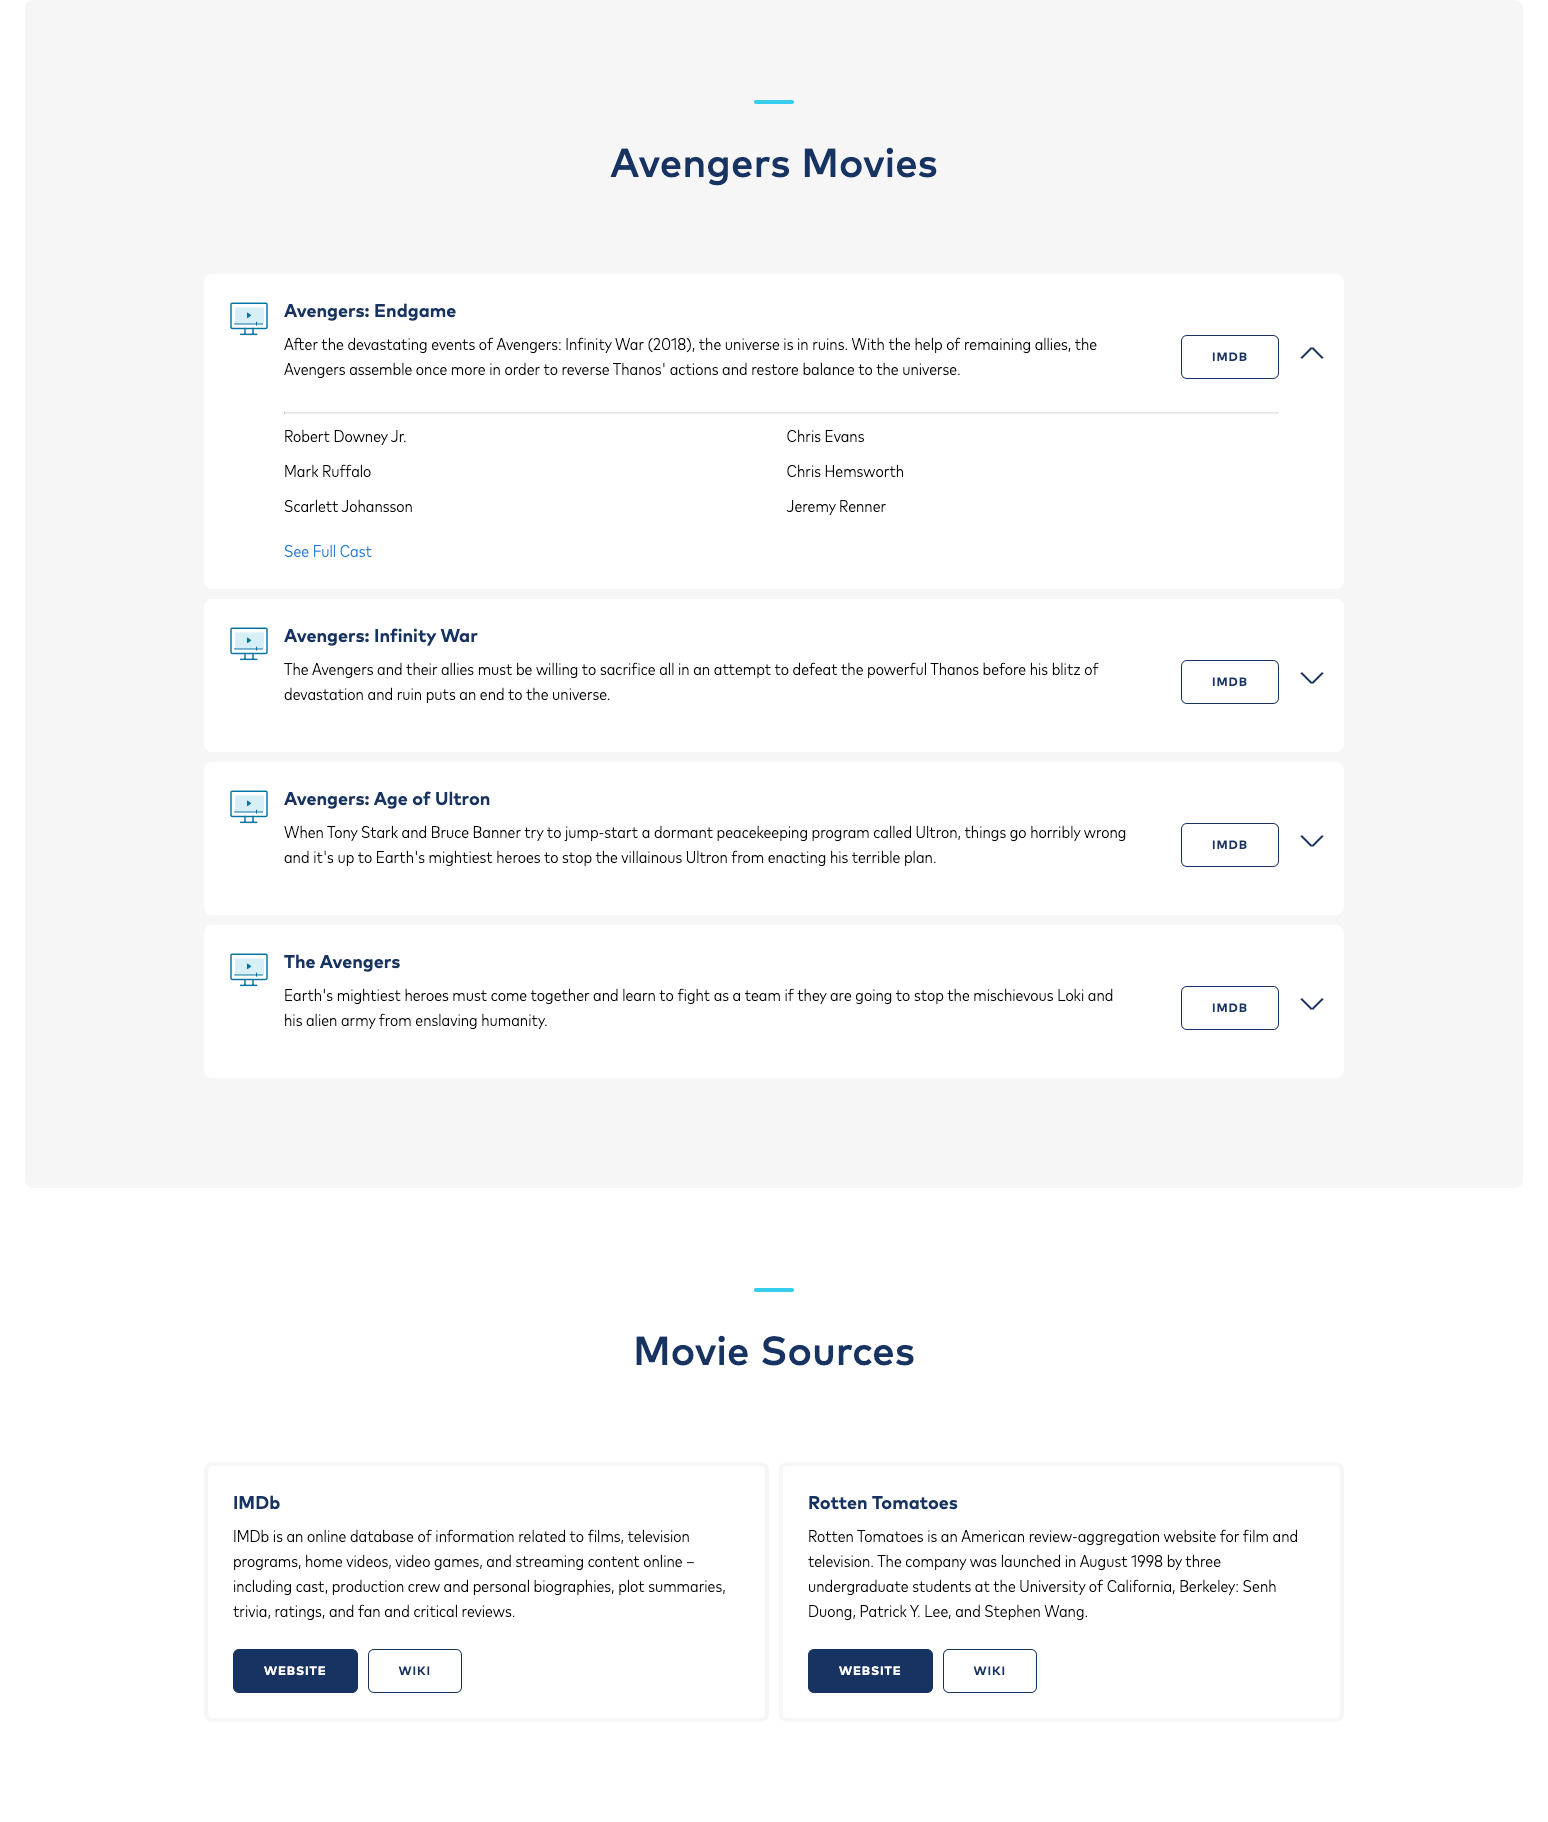 Avengers Movies
Avengers: Endgame
After the devastating events of Avengers: Infinity War (2018), the universe is in ruins. With the help of remaining allies, the
Avengers assemble once more in order to reverse Thanos' actions and restore balance to the universe.
IMDB
Robert Downey Jr.
Chris Evans
Mark Ruffalo
Chris Hemsworth
Scarlett Johansson
Jeremy Renner
See Full Cast
Avengers: Infinity War
The Avengers and their allies must be willing to sacrifice all in an attempt to defeat the powerful Thanos before his blitz of
devastation and ruin puts an end to the universe.
IMDB
Avengers: Age of Ultron
When Tony Stark and Bruce Banner try to jump-start a dormant peacekeeping program called Ultron, things go horribly wrong
and it's up to Earth's mightiest heroes to stop the villainous Ultron from enacting his terrible plan.
IMDB
The Avengers
Earth's mightiest heroes must come together and learn to fight as a team if they are going to stop the mischievous Loki and
his alien army from enslaving humanity.
IMDB
Movie Sources
IMDb
IMDb is an online database of information related to films, television
programs, home videos, video games, and streaming content online –
including cast, production crew and personal biographies, plot summaries,
trivia, ratings, and fan and critical reviews.
WEBSITE
WIKI
Rotten Tomatoes
Rotten Tomatoes is an American review-aggregation website for film and
television. The company was launched in August 1998 by three
undergraduate students at the University of California, Berkeley: Senh
Duong, Patrick Y. Lee, and Stephen Wang.
WEBSITE
WIKI